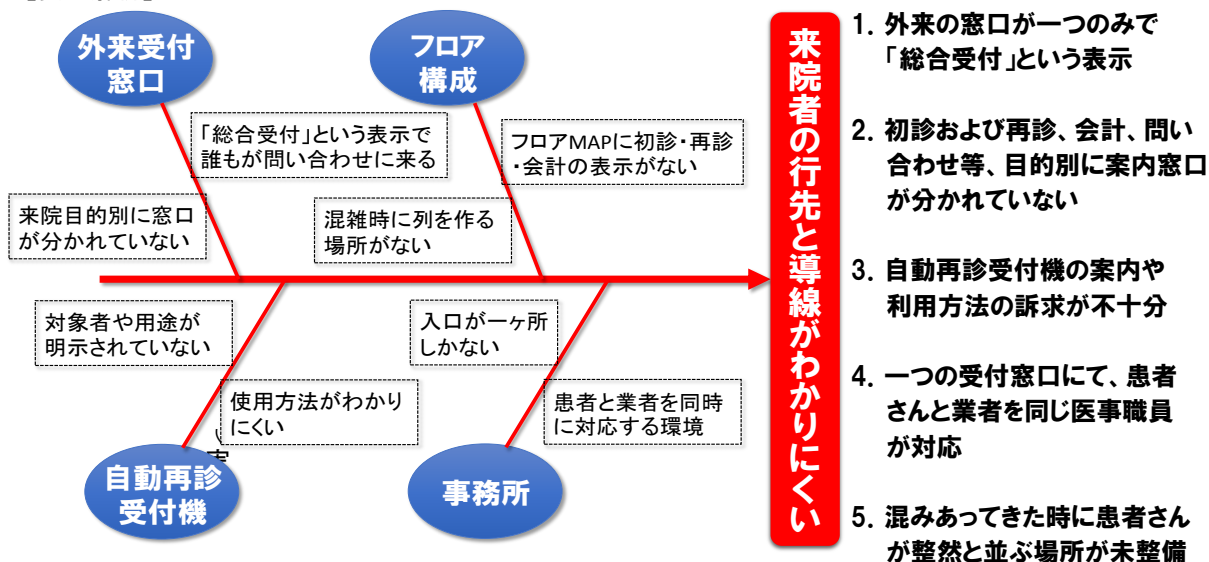 外来受付
窓口
フロア
構成
「総合受付」という表示で
誰もが問い合わせに来る
フロアMAPに初診・再診
・会計の表示がない
来院目的別に窓口
が分かれていない
混雑時に列を作る
場所がない
対象者や用途が
明示されていない
入口が一ヶ所
しかない
使用方法がわかり
にくい
患者と業者を同時
に対応する環境
自動再診
受付機
事務所
来院者の行先と導線がわかりにくい
1. 外来の窓口が一つのみで
「総合受付」という表示
2. 初診および再診、会計、問い
合わせ等、目的別に案内窓口
が分かれていない
3. 自動再診受付機の案内や
利用方法の訴求が不十分
4. 一つの受付窓口にて、患者
さんと業者を同じ医事職員
が対応
5. 混みあってきた時に患者さん
が整然と並ぶ場所が未整備